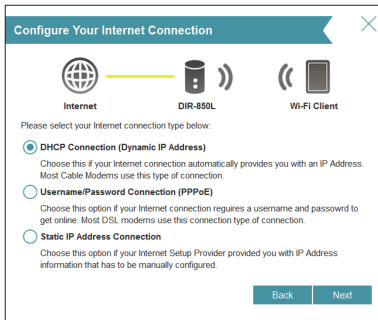 Configure Your Internet Connection
Internet DIR-850L Wi-Fi Client
Please select your Internet connection type below:
DHCP Connection (Dynamic IP Address)
Choose this if your Internet connection automatically provides you with an IP Address.
Most Cable Modems use this type of connection.
Username/Password Connection (PPPoE)
Choose this option if your Internet connection requires a username and passowrd to
get online. Most DSL modems use this connection type of connection.
Static IP Address Connection
Choose this option if your Internet Setup Provider provided you with IP Address
information that has to be manually configured.
Back Next